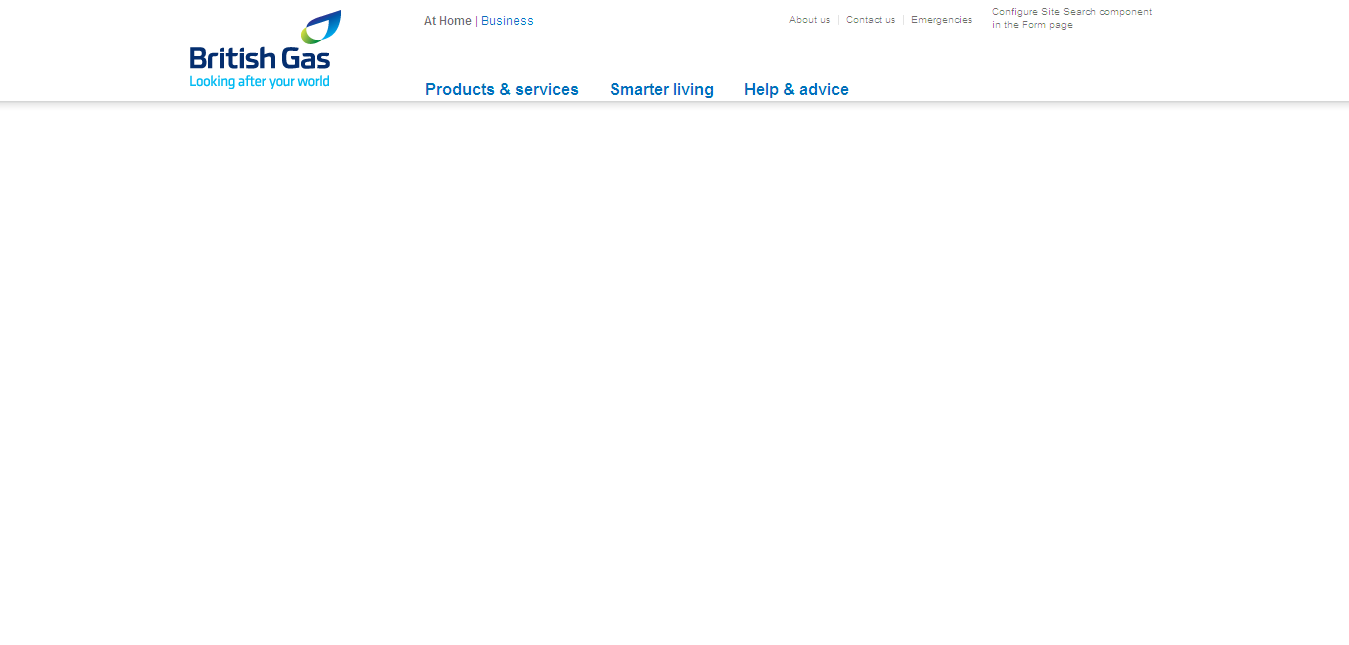 At Home | Business
About us
Contact us
Emergencies
Configure Site Search component
in the Form page
British Gas
Looking after your world
Products & services
Smarter living
Help & advice